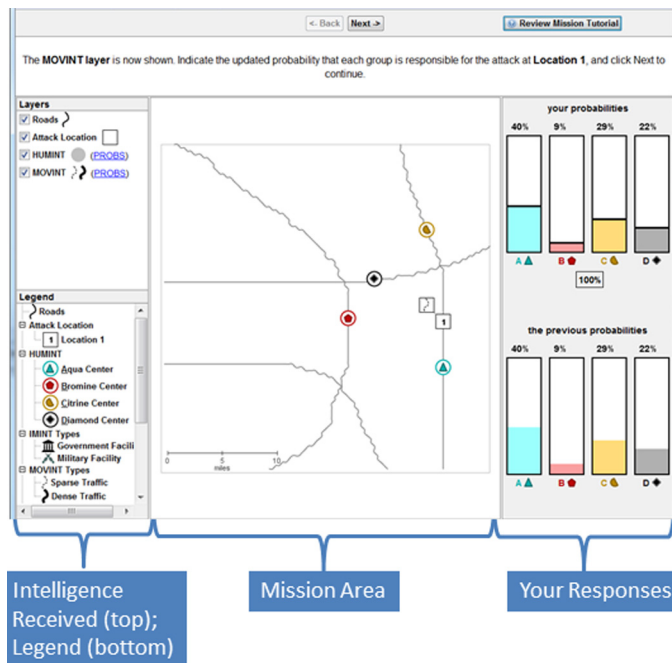 <- Back
Next ->
Review Mission Tutorial
The MOVINT layer is now shown. Indicate the updated probability that each group is responsible for the attack at Location 1, and click Next to
continue.
Layers
Roads
Attack Location
HUMINT (PROBS)
MOVINT (PROBS)
Legend
Roads
Attack Location
1 Location 1
HUMINT
Aqua Center
Bromine Center
Citrine Center
Diamond Center
IMINT Types
Government Facili
Military Facility
MOVINT Types
Sparse Traffic
Dense Traffic
1
0 5 10
miles
your probabilities
40% 9% 29% 22%
A B C D
100%
the previous probabilities
40% 9% 29% 22%
A B C D
Intelligence
Received (top);
Legend (bottom)
Mission Area
Your Responses